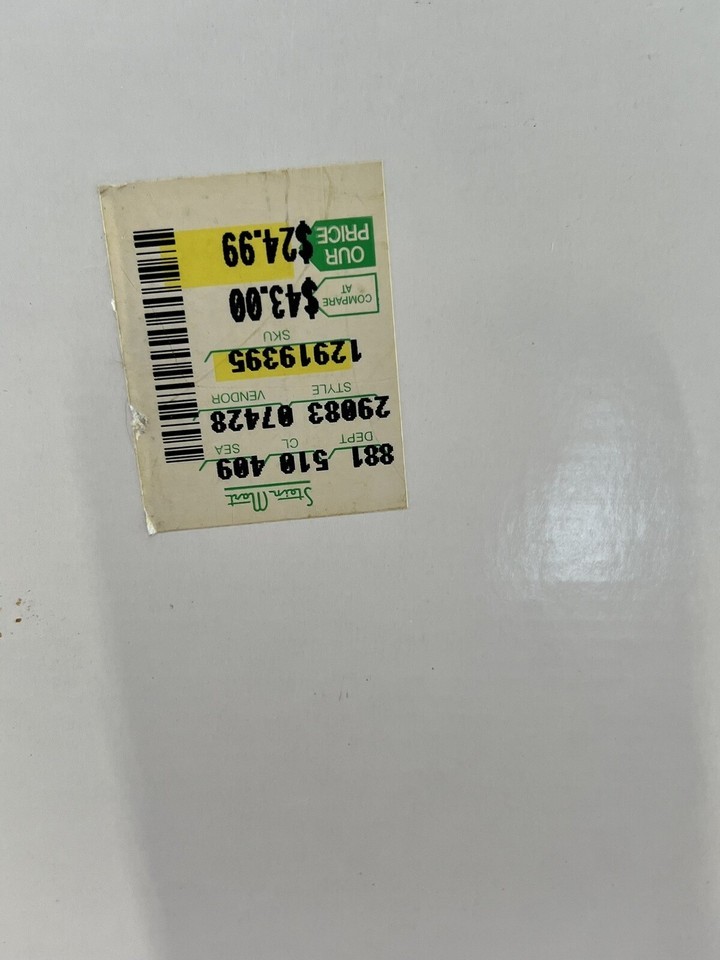 Stein Mart
881 510 409
DEPT CL SEA
29083 07428
STYLE VENDOR
12919395
SKU
COMPARE AT $43.00
OUR PRICE $24.99